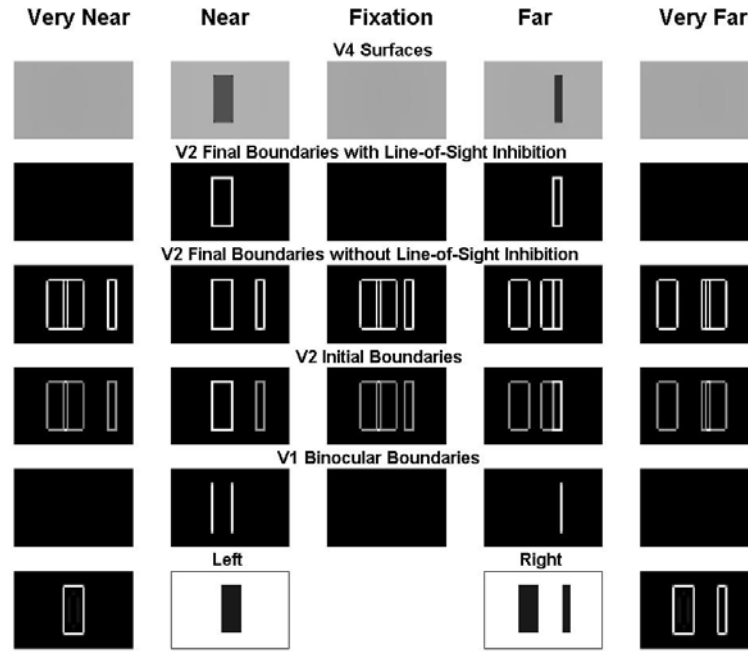 Very Near Near Fixation Far Very Far
V4 Surfaces
V2 Final Boundaries with Line-of-Sight Inhibition
V2 Final Boundaries without Line-of-Sight Inhibition
V2 Initial Boundaries
V1 Binocular Boundaries
Left Right